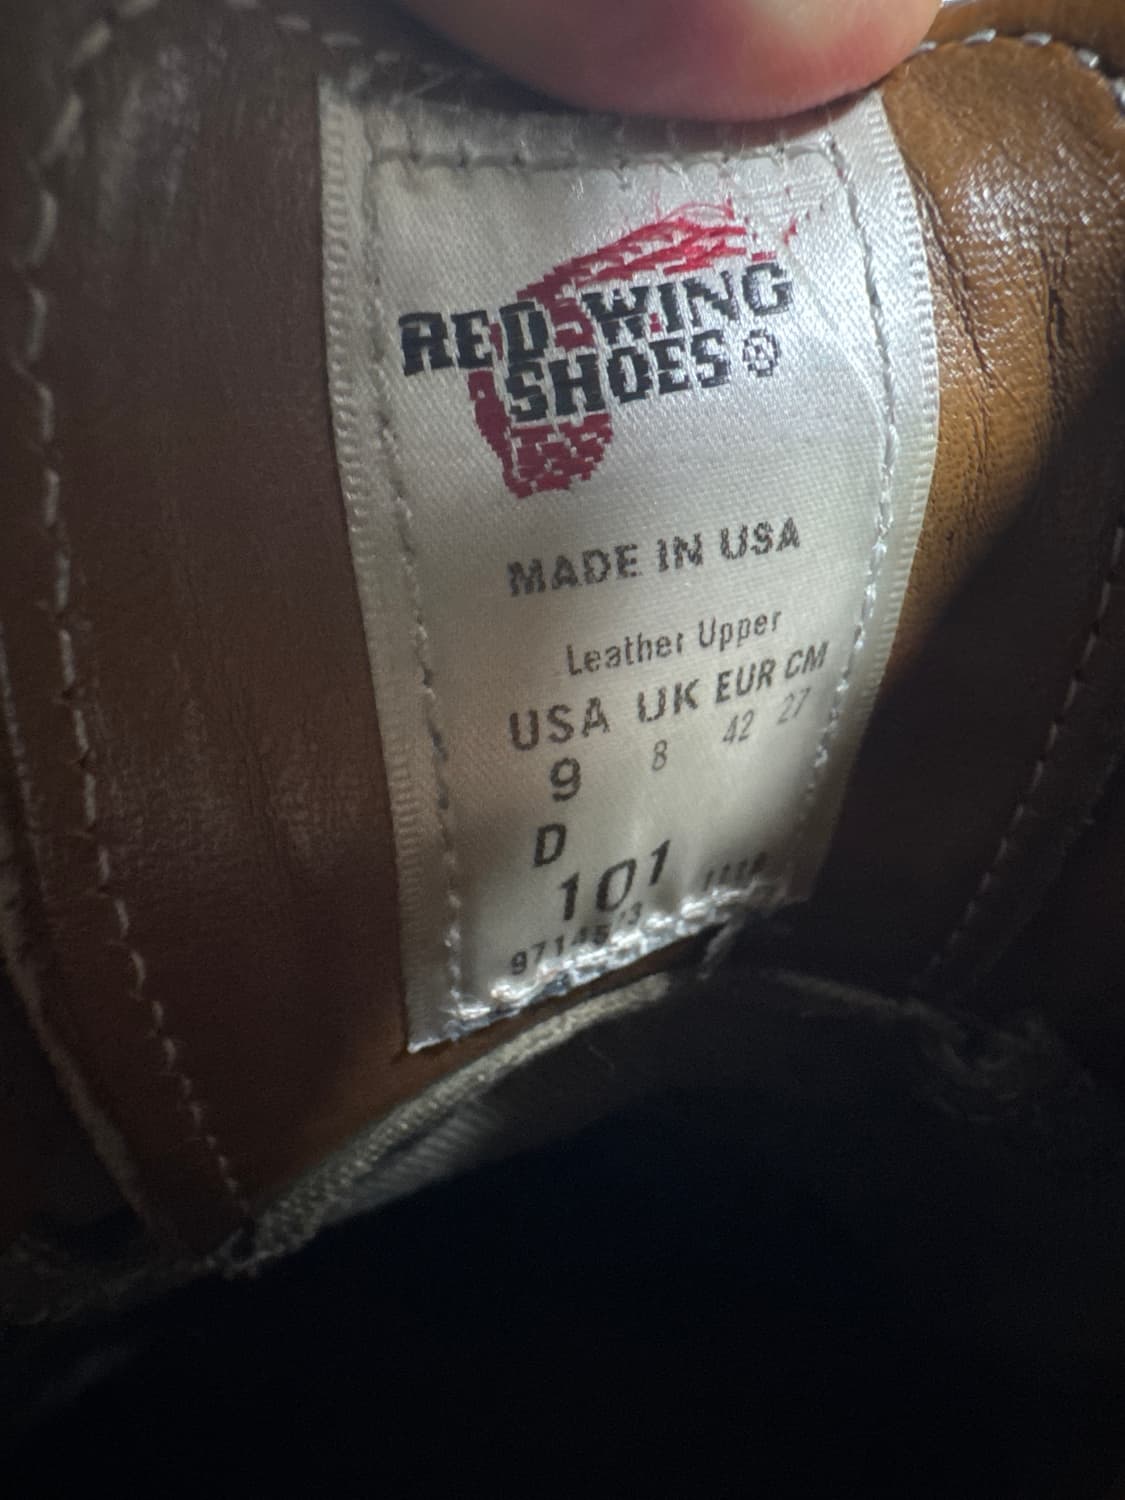 RED WING
SHOES ®
MADE IN USA
Leather Upper
USA UK EUR CM
9 8 42 27
D
101